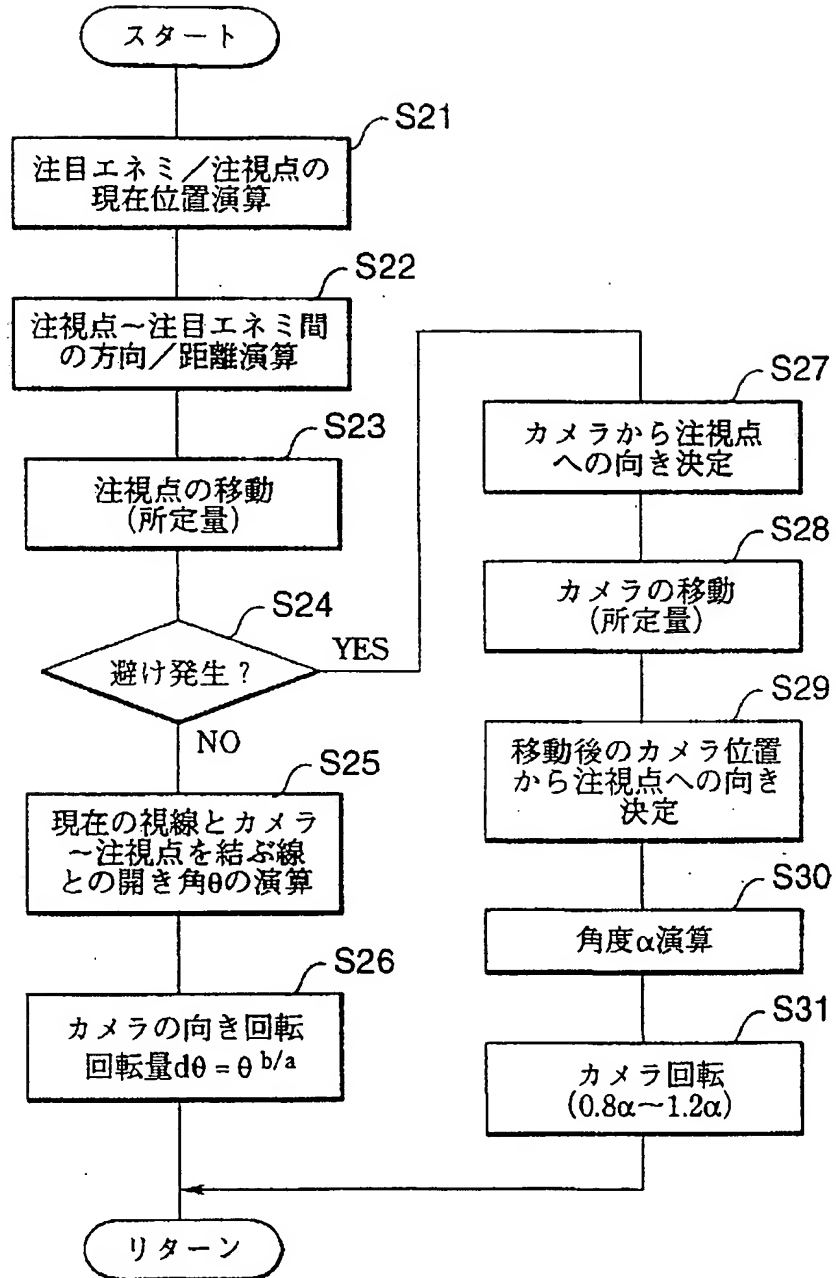 スタート
S21
注目エネミ／注視点の
現在位置演算
S22
注視点～注目エネミ間
の方向／距離演算
S23
注視点の移動
(所定量)
S24
避け発生？
YES
NO
S25
現在の視線とカメラ
～注視点を結ぶ線
との開き角θの演算
S26
カメラの向き回転
回転量dθ = θ b/a
S27
カメラから注視点
への向き決定
S28
カメラの移動
(所定量)
S29
移動後のカメラ位置
から注視点への向き
決定
S30
角度α演算
S31
カメラ回転
(0.8α～1.2α)
リターン